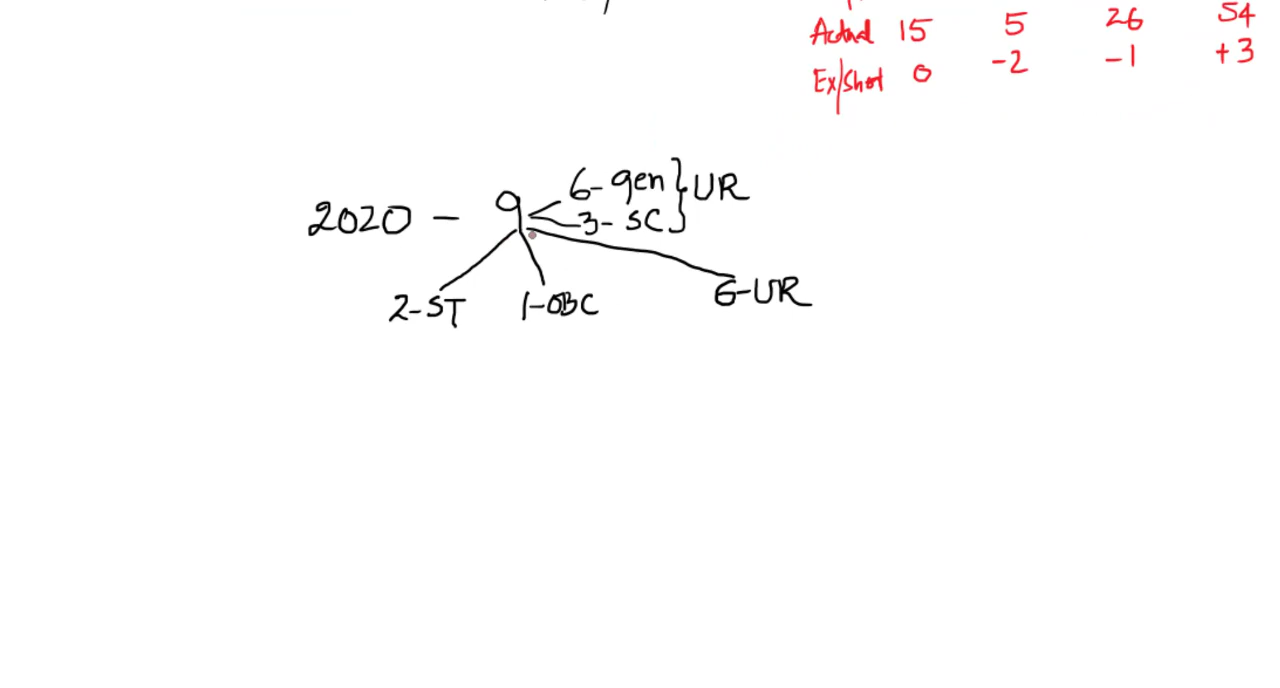 Actual 15 5 26 54
Ex/Short 0 -2 -1 +3
6- gen } UR
2020 - 9
3- SC
2-ST 1-OBC 6-UR